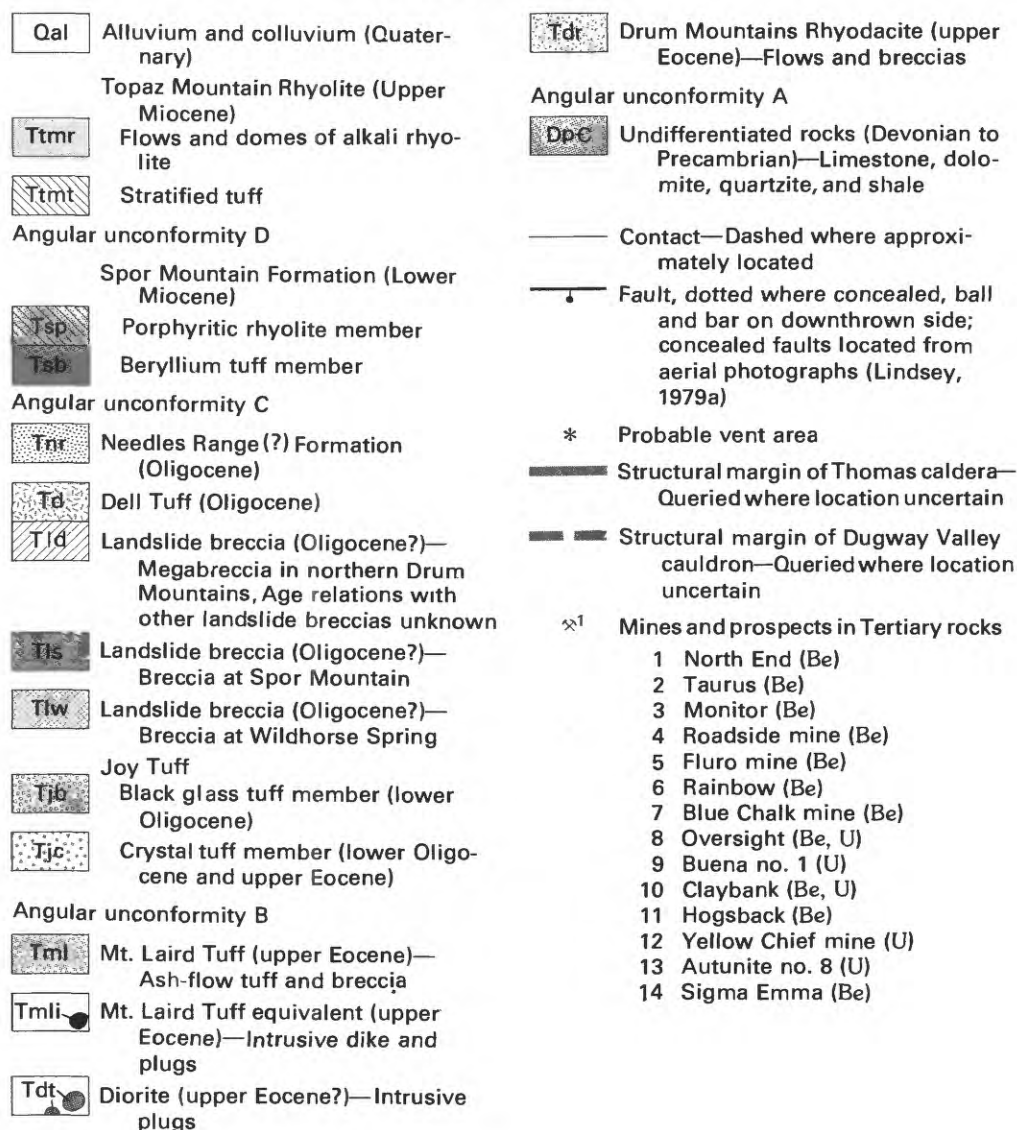 Qal Alluvium and colluvium (Quater-
nary)
Topaz Mountain Rhyolite (Upper
Miocene)
Ttmr Flows and domes of alkali rhyo-
lite
Ttmt Stratified tuff
Angular unconformity D
Spor Mountain Formation (Lower
Miocene)
Tsp Porphyritic rhyolite member
Tsb Beryllium tuff member
Angular unconformity C
Tnr Needles Range(?) Formation
(Oligocene)
Td Dell Tuff (Oligocene)
Tld Landslide breccia (Oligocene?)—
Megabreccia in northern Drum
Mountains, Age relations with
other landslide breccias unknown
Tls Landslide breccia (Oligocene?)—
Breccia at Spor Mountain
Tlw Landslide breccia (Oligocene?)—
Breccia at Wildhorse Spring
Joy Tuff
Tjb Black glass tuff member (lower
Oligocene)
Tjc Crystal tuff member (lower Oligo-
cene and upper Eocene)
Angular unconformity B
Tml Mt. Laird Tuff (upper Eocene)—
Ash-flow tuff and breccia
Tmli Mt. Laird Tuff equivalent (upper
Eocene)—Intrusive dike and
plugs
Tdt Diorite (upper Eocene?)—Intrusive
plugs
Tdr Drum Mountains Rhyodacite (upper
Eocene)—Flows and breccias
Angular unconformity A
DpЄ Undifferentiated rocks (Devonian to
Precambrian)—Limestone, dolo-
mite, quartzite, and shale
Contact—Dashed where approxi-
mately located
Fault, dotted where concealed, ball
and bar on downthrown side;
concealed faults located from
aerial photographs (Lindsey,
1979a)
* Probable vent area
Structural margin of Thomas caldera—
Queried where location uncertain
Structural margin of Dugway Valley
cauldron—Queried where location
uncertain
⚒1 Mines and prospects in Tertiary rocks
1 North End (Be)
2 Taurus (Be)
3 Monitor (Be)
4 Roadside mine (Be)
5 Fluro mine (Be)
6 Rainbow (Be)
7 Blue Chalk mine (Be)
8 Oversight (Be, U)
9 Buena no. 1 (U)
10 Claybank (Be, U)
11 Hogsback (Be)
12 Yellow Chief mine (U)
13 Autunite no. 8 (U)
14 Sigma Emma (Be)